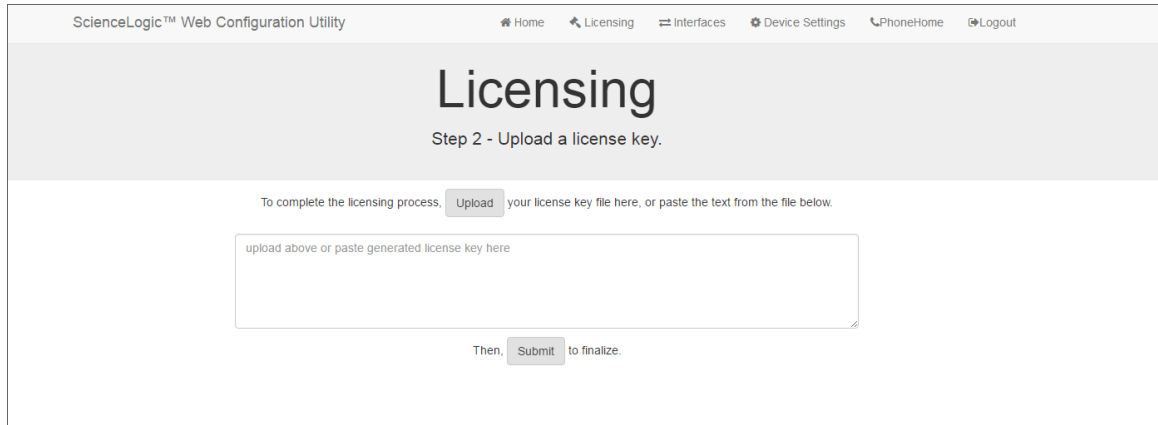 ScienceLogic™ Web Configuration Utility Home Licensing Interfaces Device Settings PhoneHome Logout
Licensing
Step 2 - Upload a license key.
To complete the licensing process, Upload your license key file here, or paste the text from the file below.
upload above or paste generated license key here
Then, Submit to finalize.